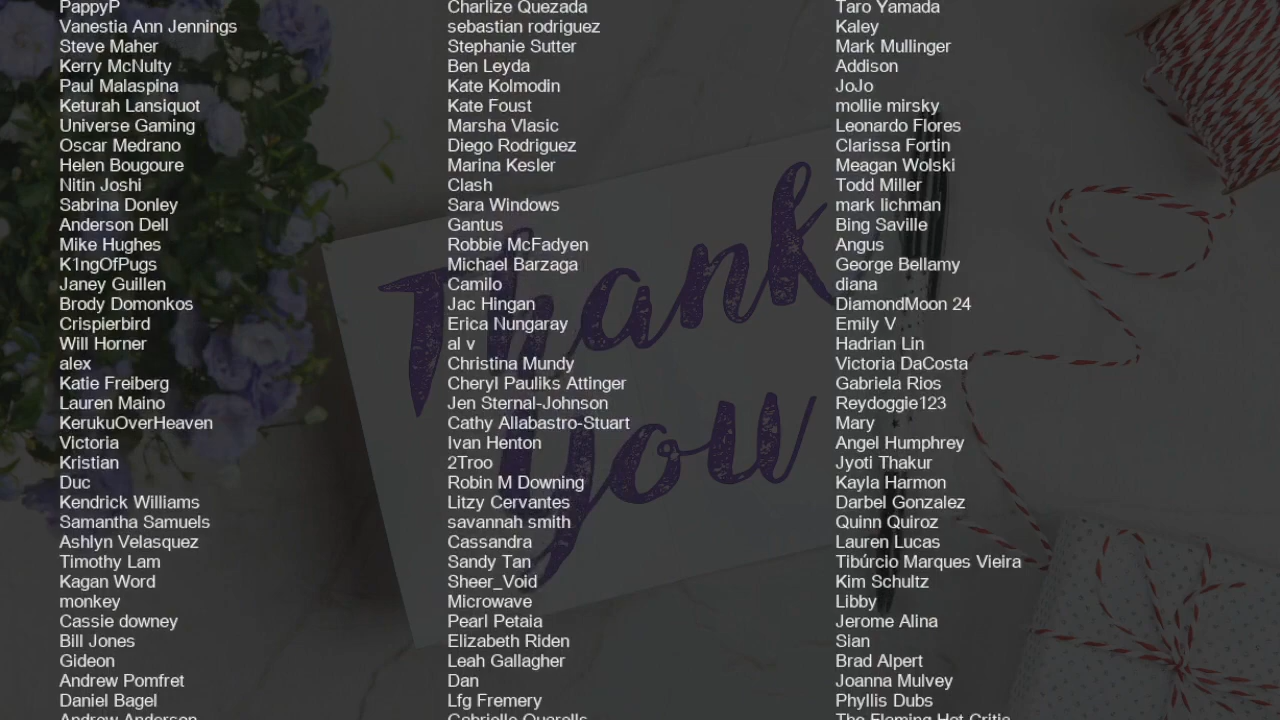 PappyP
Vanestia Ann Jennings
Steve Maher
Kerry McNulty
Paul Malaspina
Keturah Lansiquot
Universe Gaming
Oscar Medrano
Helen Bougoure
Nitin Joshi
Sabrina Donley
Anderson Dell
Mike Hughes
K1ngOfPugs
Janey Guillen
Brody Domonkos
Crispierbird
Will Horner
alex
Katie Freiberg
Lauren Maino
KerukuOverHeaven
Victoria
Kristian
Duc
Kendrick Williams
Samantha Samuels
Ashlyn Velasquez
Timothy Lam
Kagan Word
monkey
Cassie downey
Bill Jones
Gideon
Andrew Pomfret
Daniel Bagel
Andrew Anderson
Charlize Quezada
sebastian rodriguez
Stephanie Sutter
Ben Leyda
Kate Kolmodin
Kate Foust
Marsha Vlasic
Diego Rodriguez
Marina Kesler
Clash
Sara Windows
Gantus
Robbie McFadyen
Michael Barzaga
Camilo
Jac Hingan
Erica Nungaray
al v
Christina Mundy
Cheryl Pauliks Attinger
Jen Sternal-Johnson
Cathy Allabastro-Stuart
Ivan Henton
2Troo
Robin M Downing
Litzy Cervantes
savannah smith
Cassandra
Sandy Tan
Sheer_Void
Microwave
Pearl Petaia
Elizabeth Riden
Leah Gallagher
Dan
Lfg Fremery
Gabrielle Quarells
Taro Yamada
Kaley
Mark Mullinger
Addison
JoJo
mollie mirsky
Leonardo Flores
Clarissa Fortin
Meagan Wolski
Todd Miller
mark lichman
Bing Saville
Angus
George Bellamy
diana
DiamondMoon 24
Emily V
Hadrian Lin
Victoria DaCosta
Gabriela Rios
Reydoggie123
Mary
Angel Humphrey
Jyoti Thakur
Kayla Harmon
Darbel Gonzalez
Quinn Quiroz
Lauren Lucas
Tibúrcio Marques Vieira
Kim Schultz
Libby
Jerome Alina
Sian
Brad Alpert
Joanna Mulvey
Phyllis Dubs
The Flaming Hot Critic
Thank
you